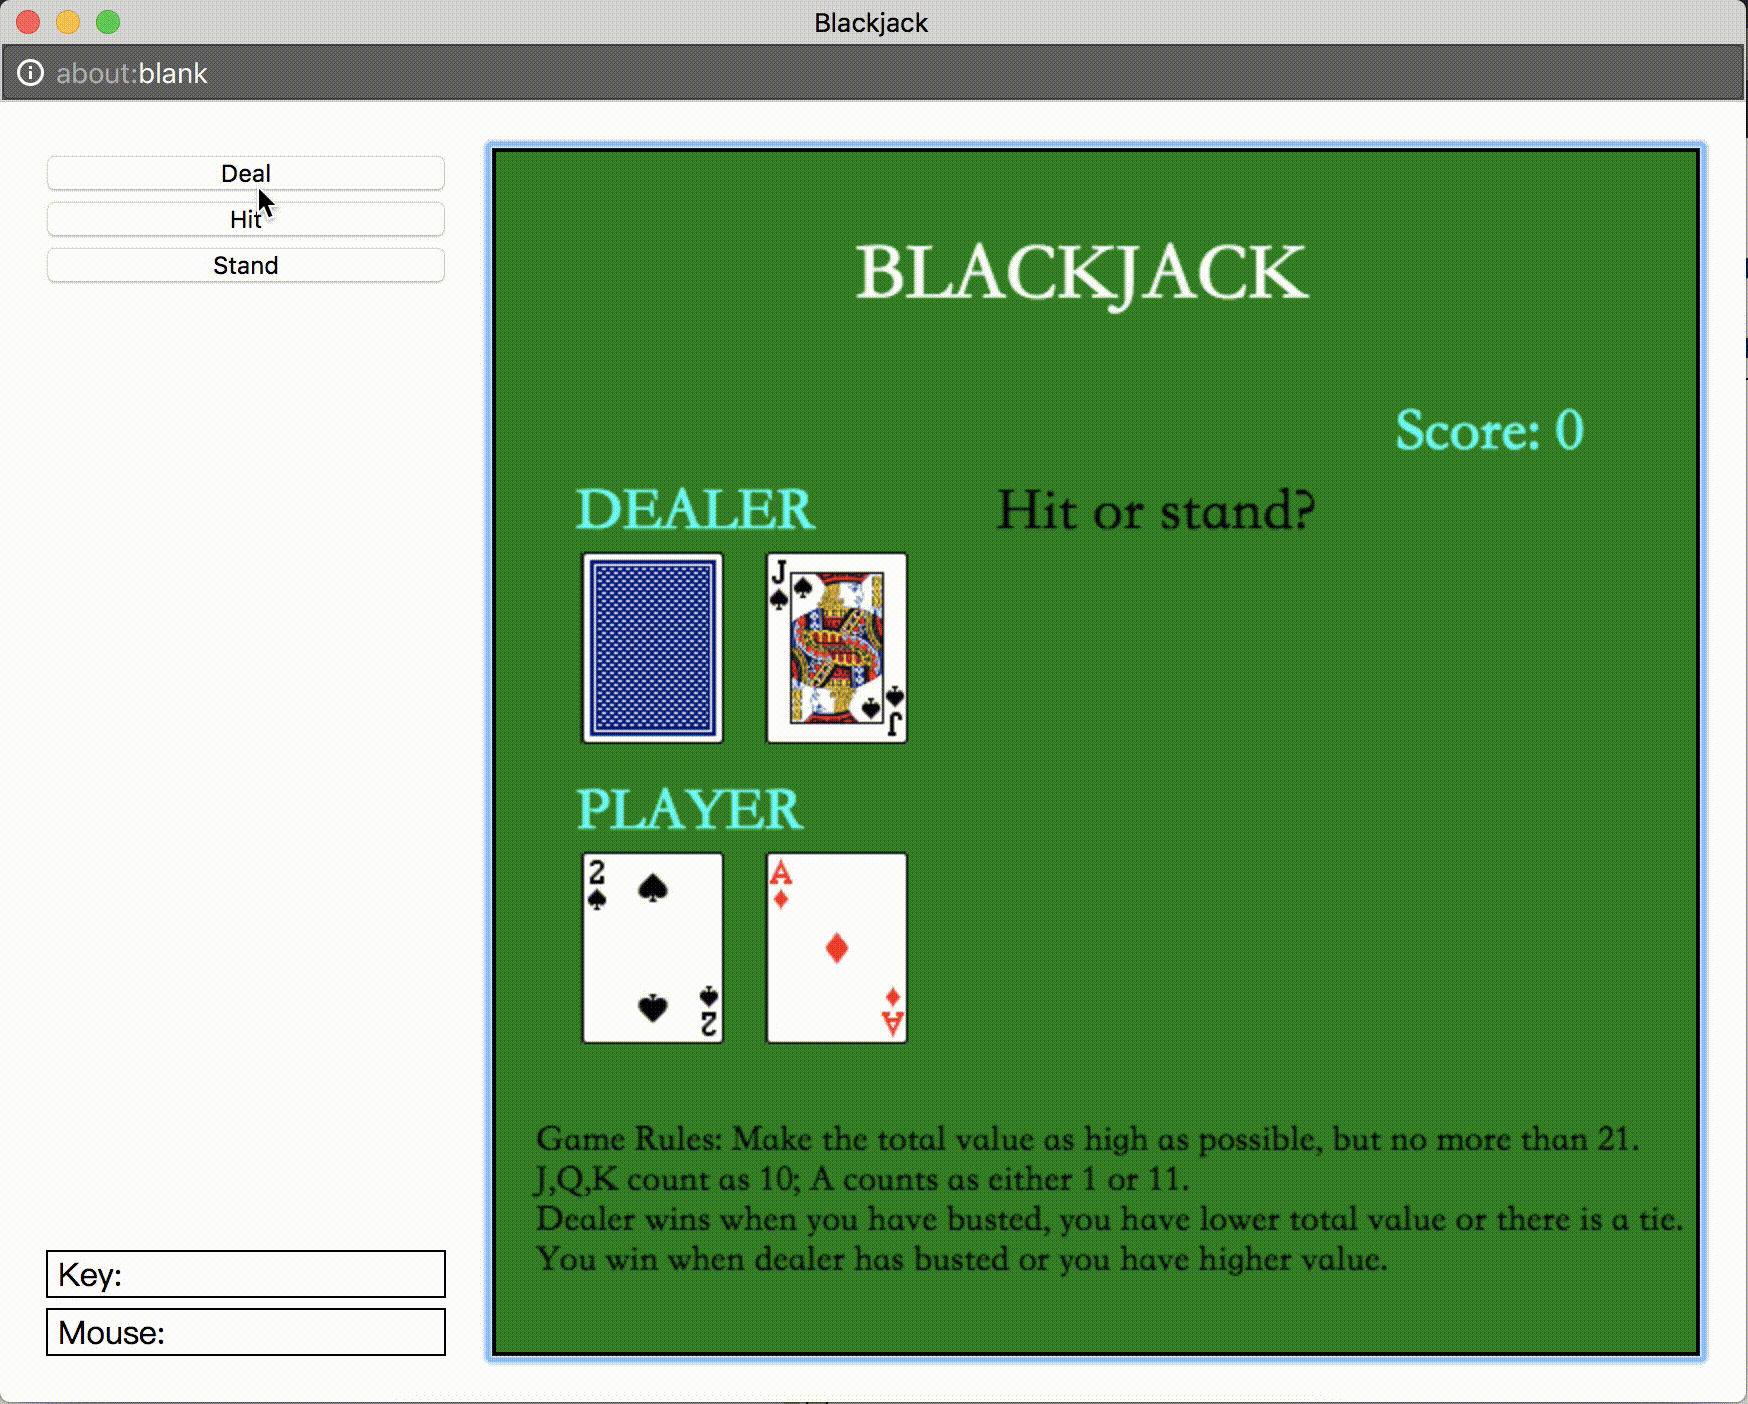 Blackjack
about:blank
Deal
Hit
Stand
BLACKJACK
Score: 0
DEALER
Hit or stand?
J
J
PLAYER
2
A
2
A
Game Rules: Make the total value as high as possible, but no more than 21.
J,Q,K count as 10; A counts as either 1 or 11.
Dealer wins when you have busted, you have lower total value or there is a tie.
You win when dealer has busted or you have higher value.
Key:
Mouse: